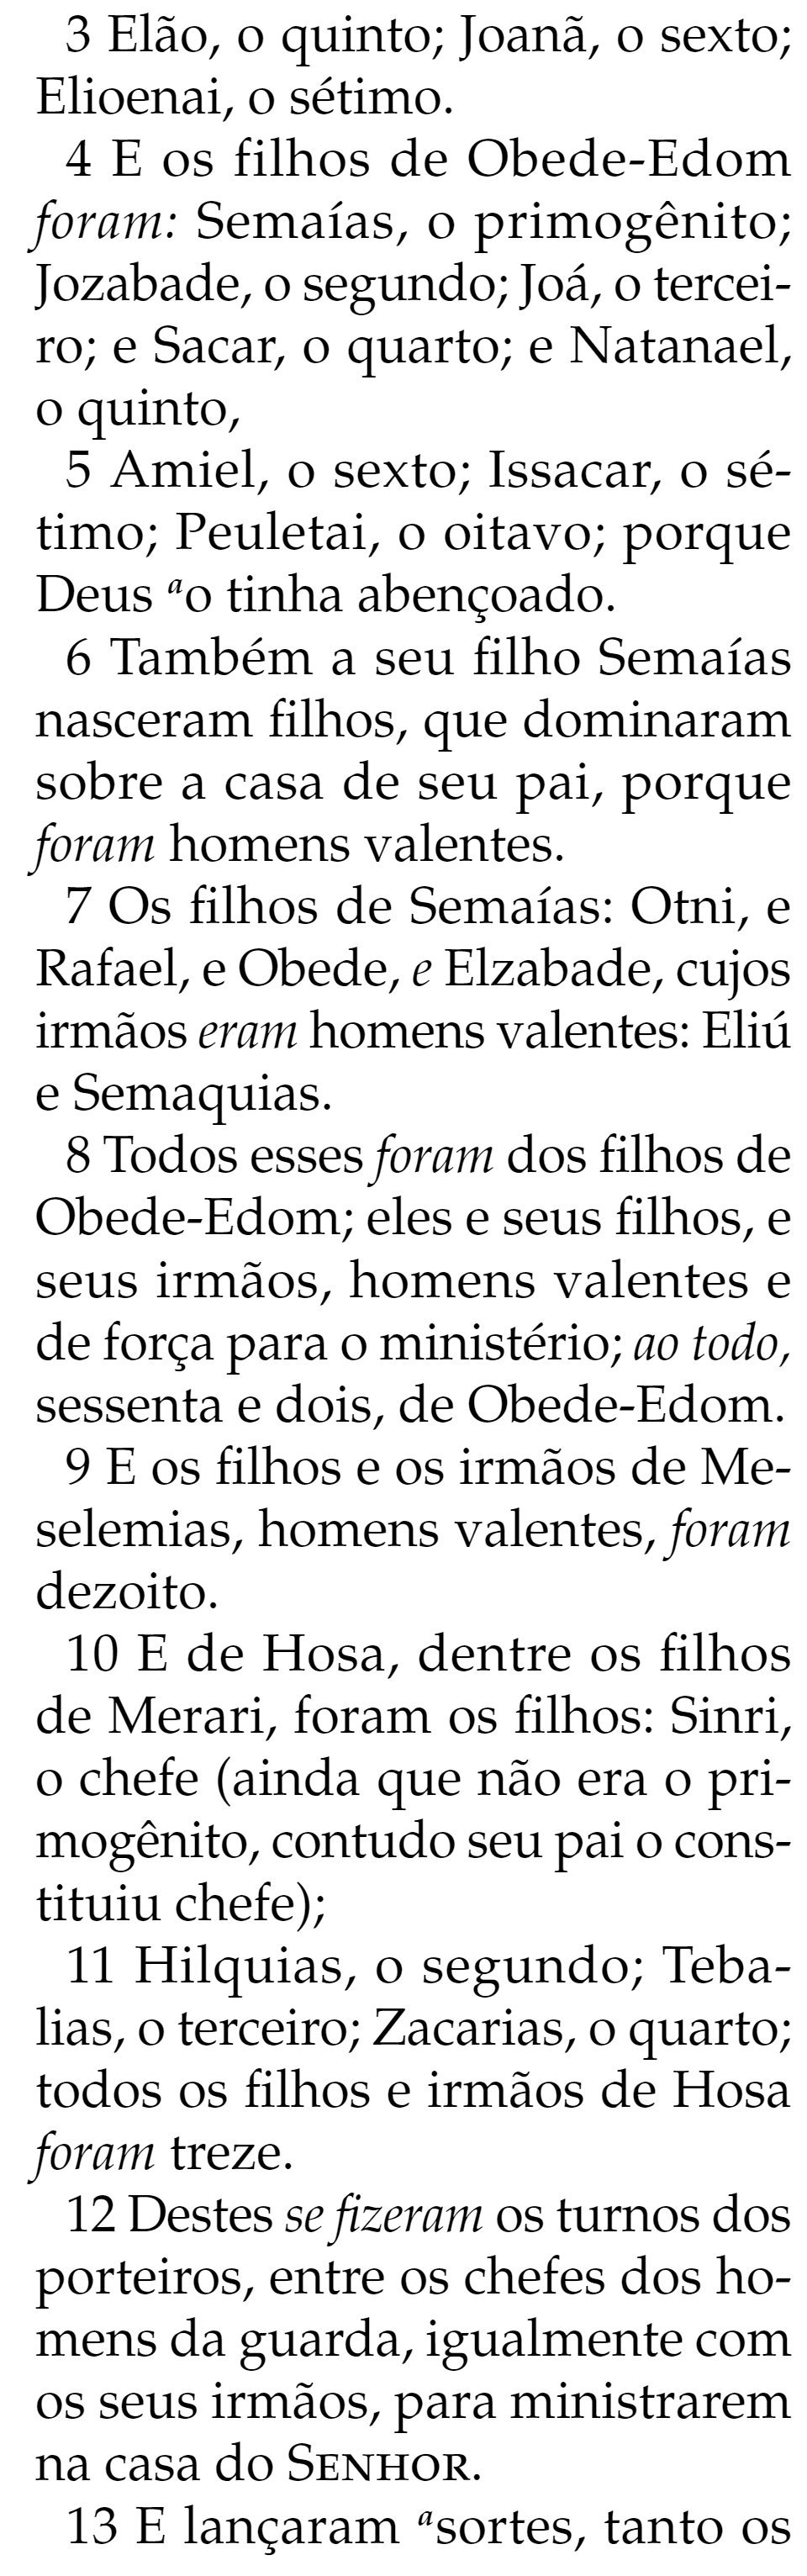 3 Elão, o quinto; Joanã, o sexto;
Elioenai, o sétimo.
4 E os filhos de Obede-Edom
foram: Semaías, o primogênito;
Jozabade, o segundo; Joá, o tercei-
ro; e Sacar, o quarto; e Natanael,
o quinto,
5 Amiel, o sexto; Issacar, o sé-
timo; Peuletai, o oitavo; porque
Deus ᵃo tinha abençoado.
6 Também a seu filho Semaías
nasceram filhos, que dominaram
sobre a casa de seu pai, porque
foram homens valentes.
7 Os filhos de Semaías: Otni, e
Rafael, e Obede, e Elzabade, cujos
irmãos eram homens valentes: Eliú
e Semaquias.
8 Todos esses foram dos filhos de
Obede-Edom; eles e seus filhos, e
seus irmãos, homens valentes e
de força para o ministério; ao todo,
sessenta e dois, de Obede-Edom.
9 E os filhos e os irmãos de Me-
selemias, homens valentes, foram
dezoito.
10 E de Hosa, dentre os filhos
de Merari, foram os filhos: Sinri,
o chefe (ainda que não era o pri-
mogênito, contudo seu pai o cons-
tituiu chefe);
11 Hilquias, o segundo; Teba-
lias, o terceiro; Zacarias, o quarto;
todos os filhos e irmãos de Hosa
foram treze.
12 Destes se fizeram os turnos dos
porteiros, entre os chefes dos ho-
mens da guarda, igualmente com
os seus irmãos, para ministrarem
na casa do SENHOR.
13 E lançaram ᵃsortes, tanto os